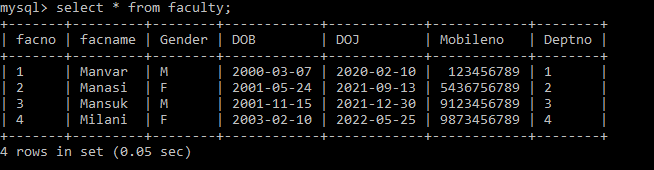 mysql> select * from faculty;
+-------+---------+--------+------------+------------+------------+--------+
| facno | facname | Gender | DOB        | DOJ        | Mobileno   | Deptno |
+-------+---------+--------+------------+------------+------------+--------+
| 1     | Manvar  | M      | 2000-03-07 | 2020-02-10 |  123456789 | 1      |
| 2     | Manasi  | F      | 2001-05-24 | 2021-09-13 | 5436756789 | 2      |
| 3     | Mansuk  | M      | 2001-11-15 | 2021-12-30 | 9123456789 | 3      |
| 4     | Milani  | F      | 2003-02-10 | 2022-05-25 | 9873456789 | 4      |
+-------+---------+--------+------------+------------+------------+--------+
4 rows in set (0.05 sec)